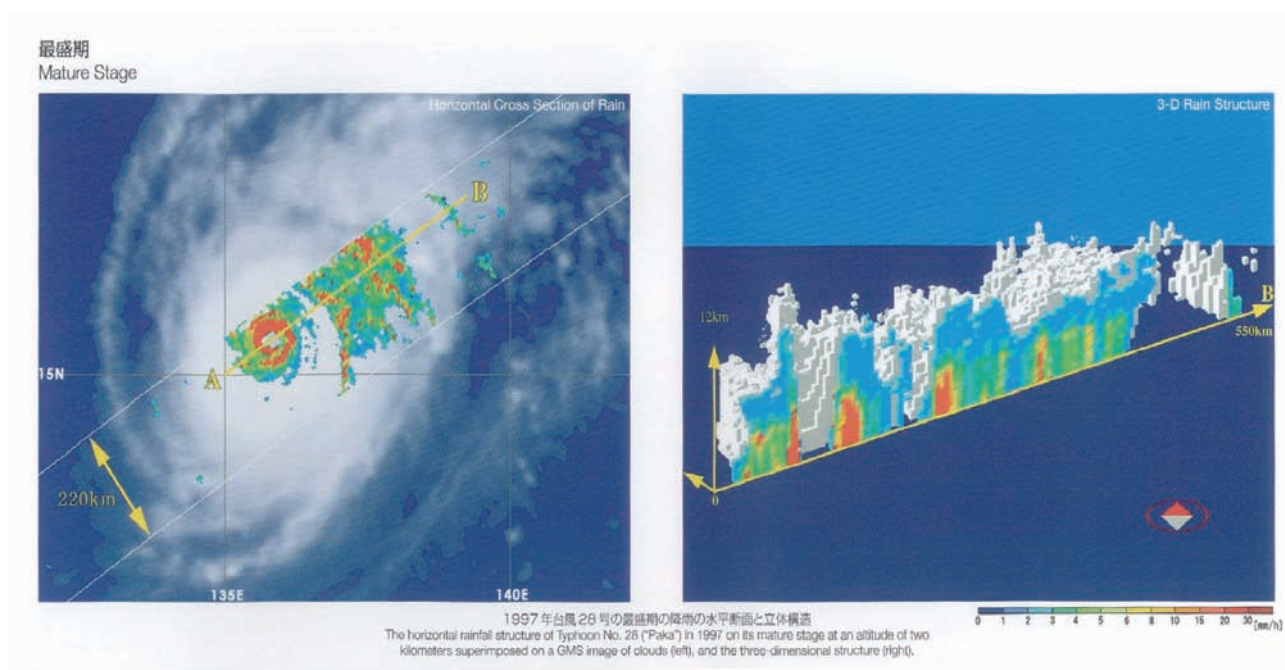 最盛期
Mature Stage
Horizontal Cross Section of Rain
B
A
15N
220km
135E
140E
3-D Rain Structure
12km
B
550km
0
0 1 2 3 4 5 6 8 10 15 20 30 [mm/h]
1997年台風28号の最盛期の降雨の水平断面と立体構造
The horizontal rainfall structure of Typhoon No. 28 ("Paka") in 1997 on its mature stage at an altitude of two
kilometers superimposed on a GMS image of clouds (left), and the three-dimensional structure (right).